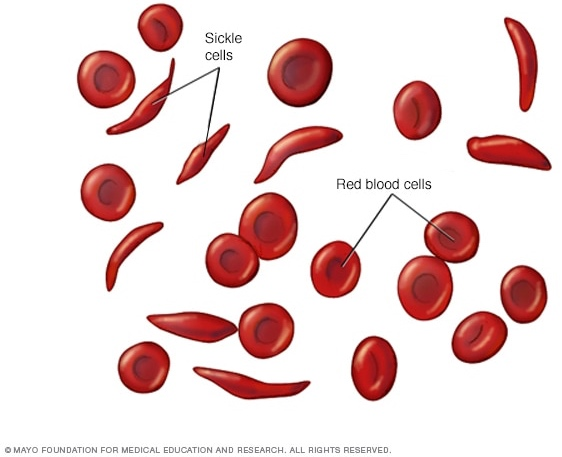 Sickle
cells
Red blood cells
© MAYO FOUNDATION FOR MEDICAL EDUCATION AND RESEARCH. ALL RIGHTS RESERVED.